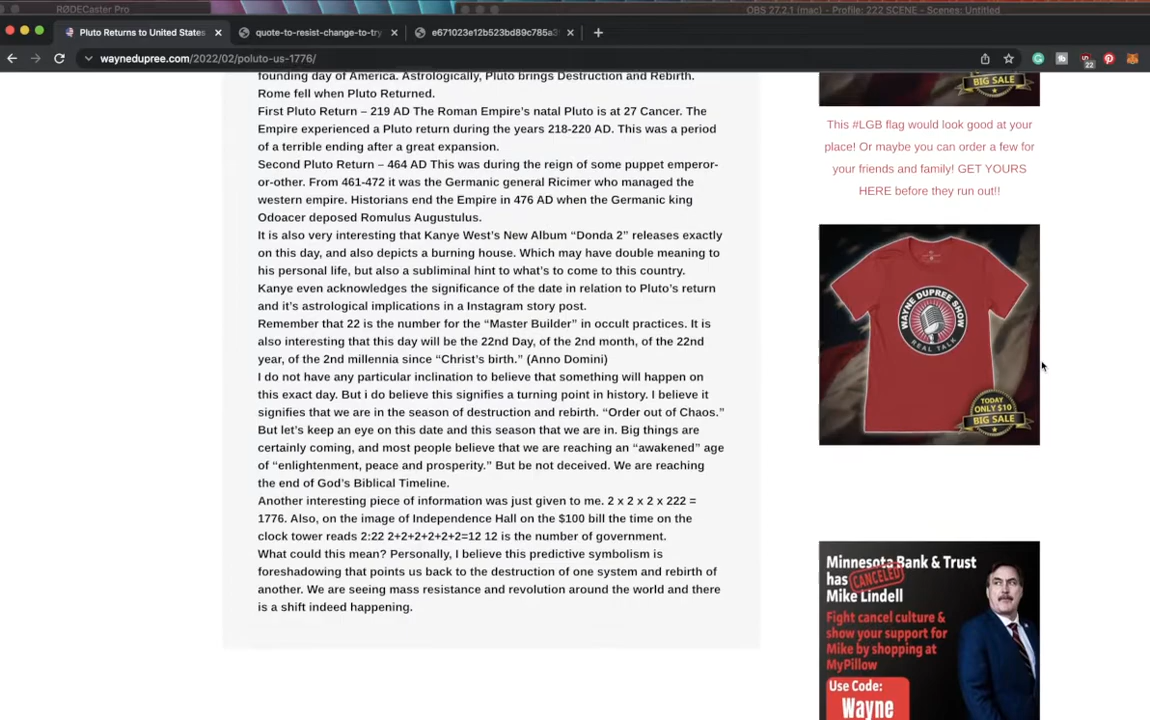 RØDECaster Pro
OBS 27.2.1 (mac) - Profile: 222 SCENE - Scenes: Untitled
Pluto Returns to United States
quote-to-resist-change-to-try
e671023e12b523bd89c785a3
waynedupree.com/2022/02/poluto-us-1776/
22
founding day of America. Astrologically, Pluto brings Destruction and Rebirth.
Rome fell when Pluto Returned.
First Pluto Return – 219 AD The Roman Empire's natal Pluto is at 27 Cancer. The
Empire experienced a Pluto return during the years 218-220 AD. This was a period
of a terrible ending after a great expansion.
Second Pluto Return – 464 AD This was during the reign of some puppet emperor-
or-other. From 461-472 it was the Germanic general Ricimer who managed the
western empire. Historians end the Empire in 476 AD when the Germanic king
Odoacer deposed Romulus Augustulus.
It is also very interesting that Kanye West's New Album “Donda 2” releases exactly
on this day, and also depicts a burning house. Which may have double meaning to
his personal life, but also a subliminal hint to what's to come to this country.
Kanye even acknowledges the significance of the date in relation to Pluto's return
and it's astrological implications in a Instagram story post.
Remember that 22 is the number for the “Master Builder” in occult practices. It is
also interesting that this day will be the 22nd Day, of the 2nd month, of the 22nd
year, of the 2nd millennia since “Christ's birth.” (Anno Domini)
I do not have any particular inclination to believe that something will happen on
this exact day. But i do believe this signifies a turning point in history. I believe it
signifies that we are in the season of destruction and rebirth. “Order out of Chaos.”
But let's keep an eye on this date and this season that we are in. Big things are
certainly coming, and most people believe that we are reaching an “awakened” age
of “enlightenment, peace and prosperity.” But be not deceived. We are reaching
the end of God's Biblical Timeline.
Another interesting piece of information was just given to me. 2 x 2 x 2 x 222 =
1776. Also, on the image of Independence Hall on the $100 bill the time on the
clock tower reads 2:22 2+2+2+2+2+2=12 12 is the number of government.
What could this mean? Personally, I believe this predictive symbolism is
foreshadowing that points us back to the destruction of one system and rebirth of
another. We are seeing mass resistance and revolution around the world and there
is a shift indeed happening.
BIG SALE
This #LGB flag would look good at your
place! Or maybe you can order a few for
your friends and family! GET YOURS
HERE before they run out!!
WAYNE DUPREE SHOW
REAL TALK
TODAY
ONLY $10
BIG SALE
Minnesota Bank & Trust
has CANCELED
Mike Lindell
Fight cancel culture &
show your support for
Mike by shopping at
MyPillow
Use Code:
Wayne